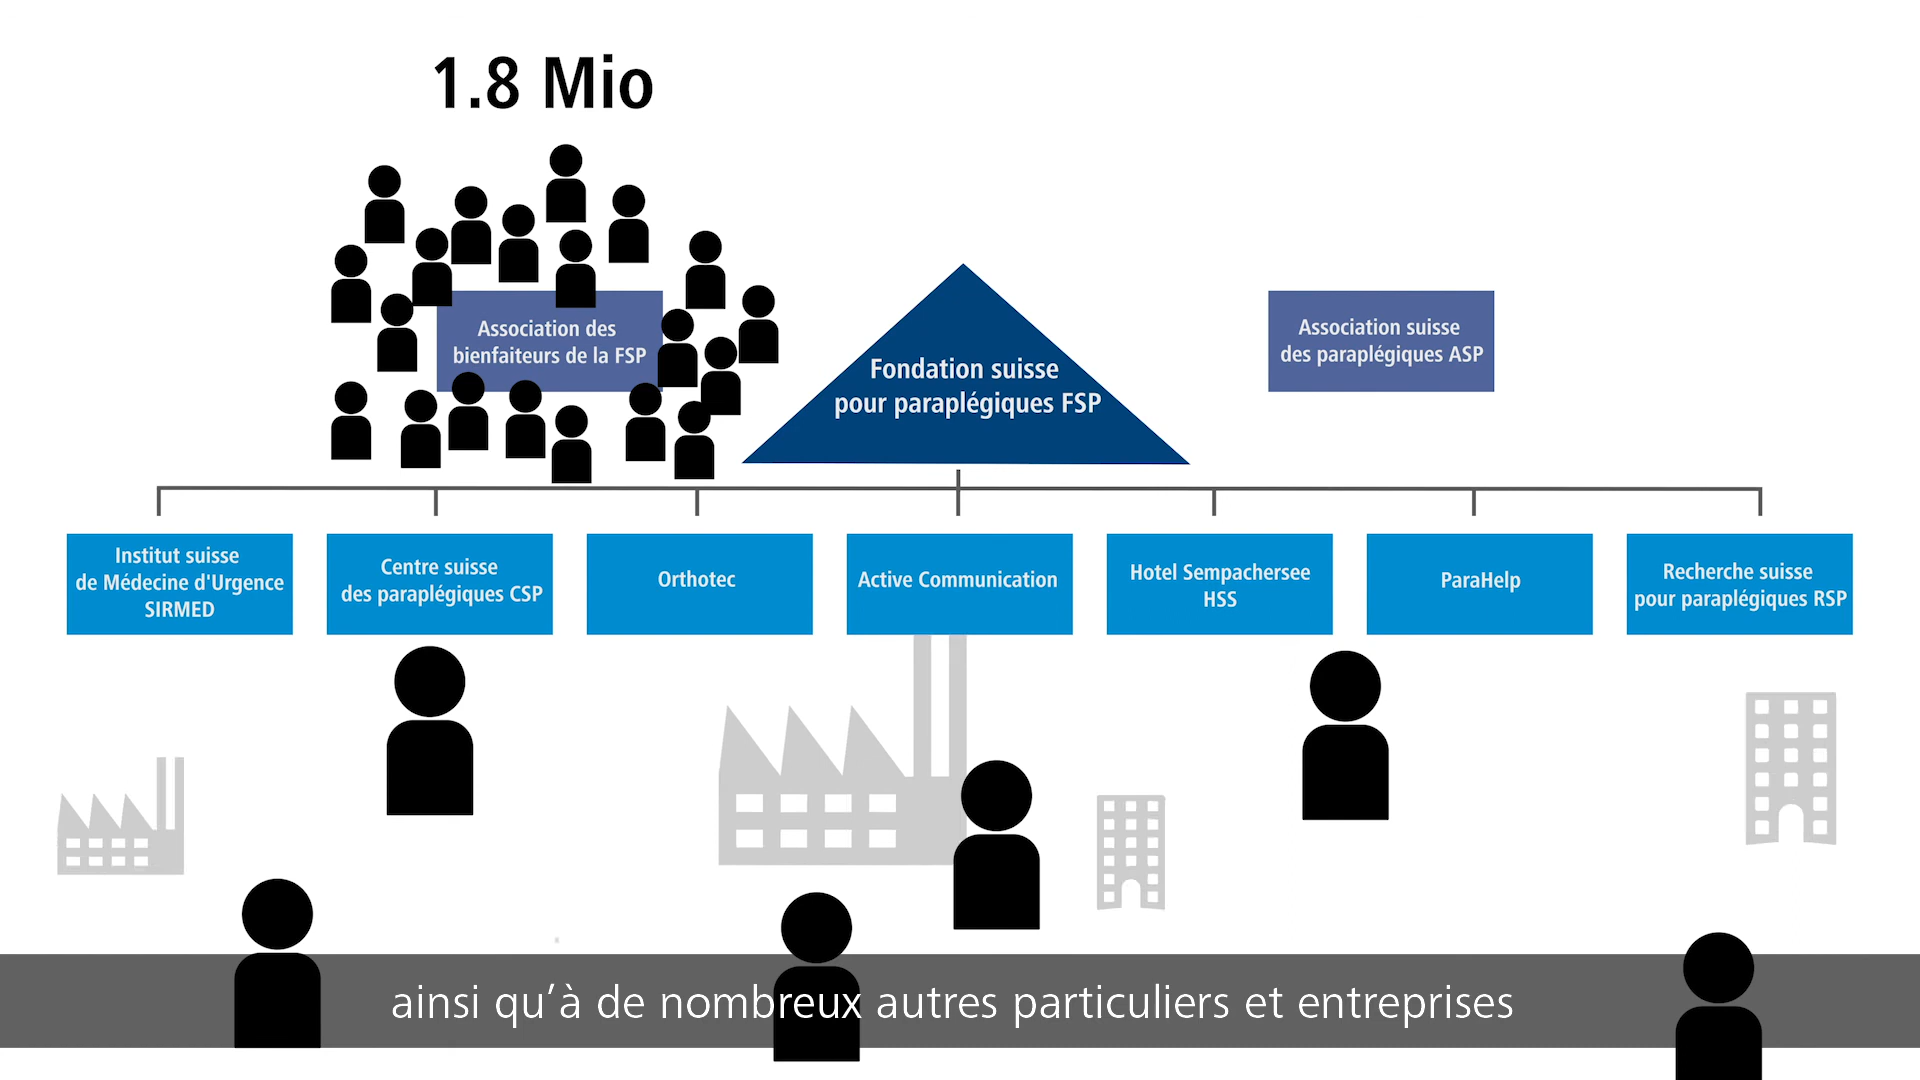 1.8 Mio
Association des
bienfaiteurs de la FSP
Fondation suisse
pour paraplégiques FSP
Association suisse
des paraplégiques ASP
Institut suisse
de Médecine d'Urgence
SIRMED
Centre suisse
des paraplégiques CSP
Orthotec
Active Communication
Hotel Sempachersee
HSS
ParaHelp
Recherche suisse
pour paraplégiques RSP
ainsi qu’à de nombreux autres particuliers et entreprises